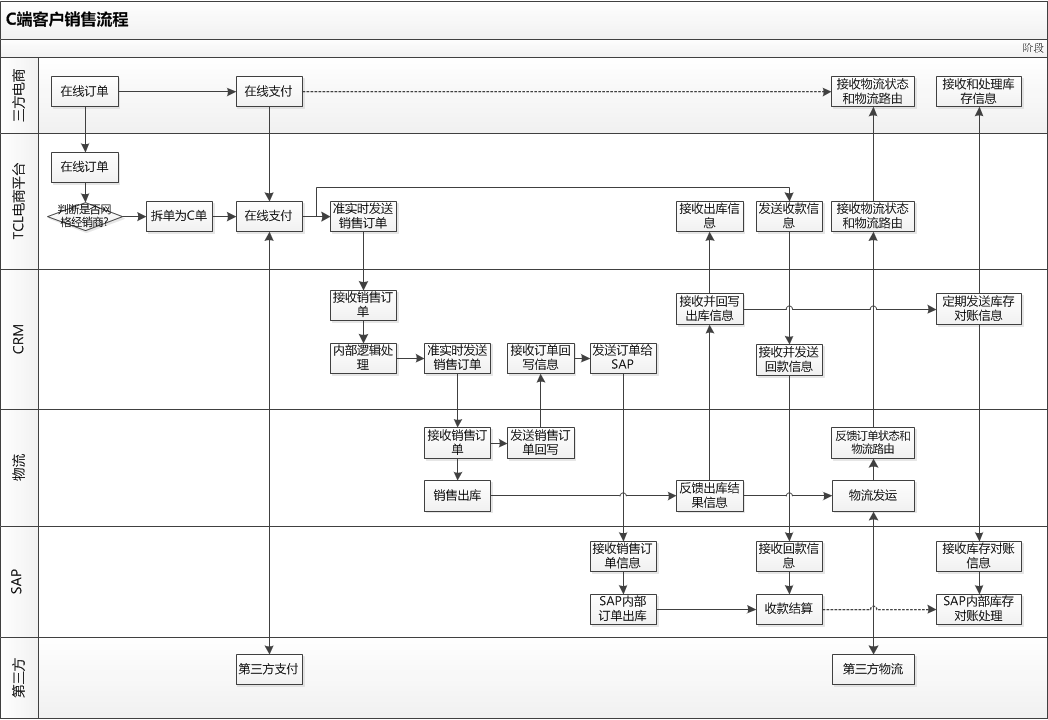 C端客户销售流程
阶段
三方电商
在线订单
在线支付
接收物流状态
和物流路由
接收和处理库
存信息
TCL电商平台
在线订单
判断是否网
格经销商?
拆单为C单
在线支付
准实时发送
销售订单
接收出库信
息
发送收款信
息
接收物流状态
和物流路由
CRM
接收销售订
单
内部逻辑处
理
准实时发送
销售订单
接收订单回
写信息
发送订单给
SAP
接收并回写
出库信息
接收并发送
回款信息
定期发送库存
对账信息
物流
接收销售订
单
发送销售订
单回写
销售出库
反馈出库结
果信息
反馈订单状态和
物流路由
物流发运
SAP
接收销售订
单信息
SAP内部
订单出库
接收回款信
息
收款结算
接收库存对账
信息
SAP内部库存
对账处理
第三方
第三方支付
第三方物流